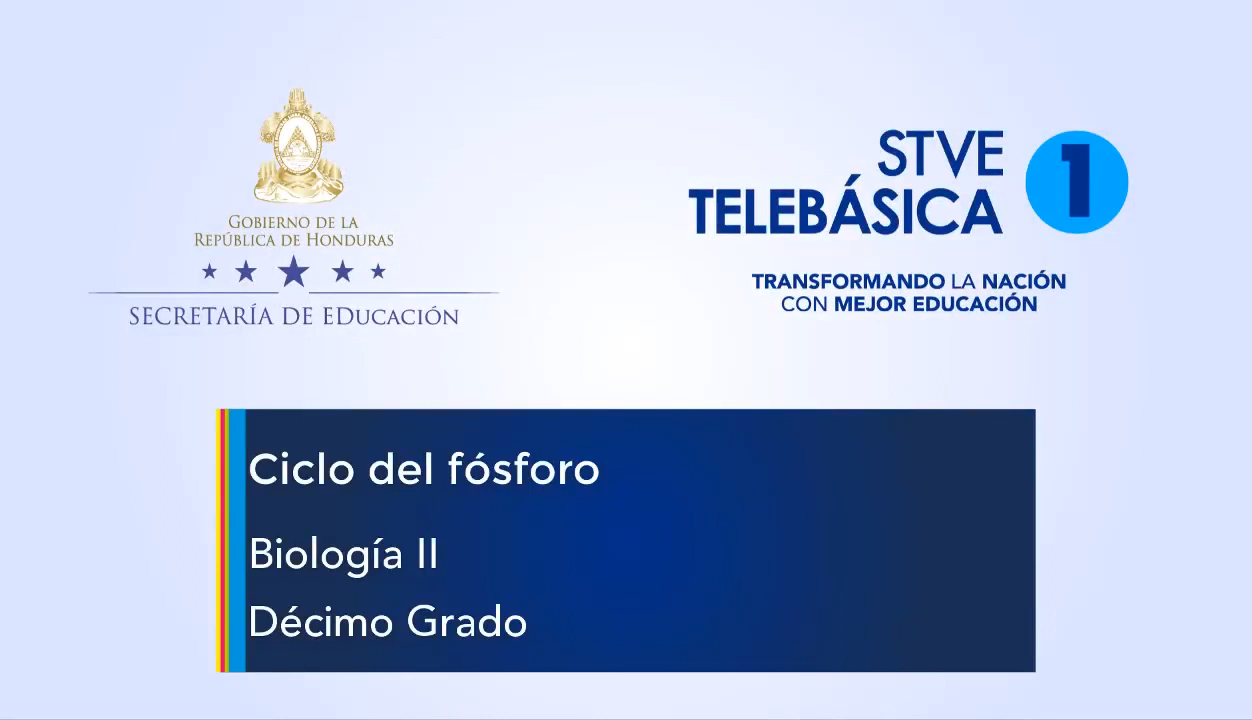 GOBIERNO DE LA
REPÚBLICA DE HONDURAS
SECRETARÍA DE EDUCACIÓN
STVE
TELEBÁSICA
1
TRANSFORMANDO LA NACIÓN
CON MEJOR EDUCACIÓN
Ciclo del fósforo
Biología II
Décimo Grado